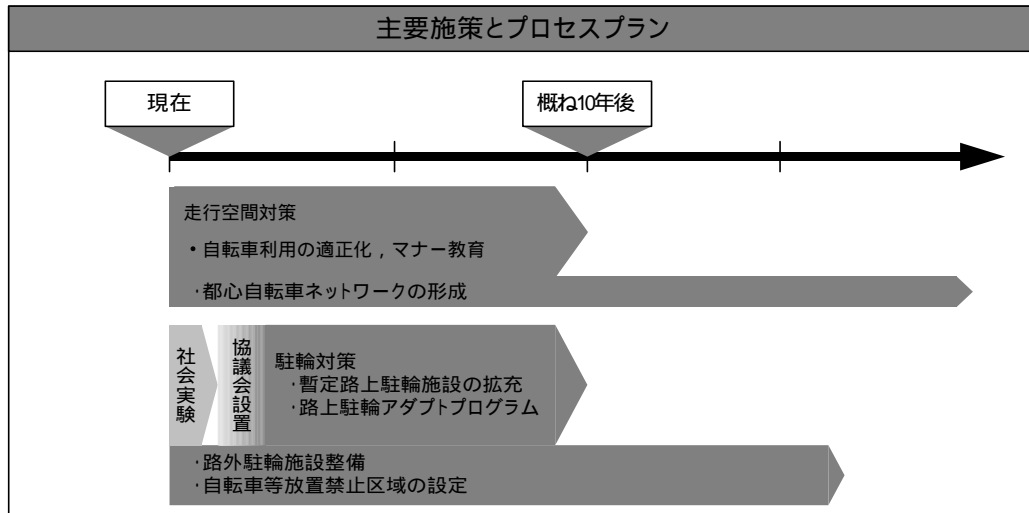 主要施策とプロセスプラン
現在
概ね10年後
走行空間対策
・自転車利用の適正化，マナー教育
・都心自転車ネットワークの形成
社会実験
協議会設置
駐輪対策
・暫定路上駐輪施設の拡充
・路上駐輪アダプトプログラム
・路外駐輪施設整備
・自転車等放置禁止区域の設定